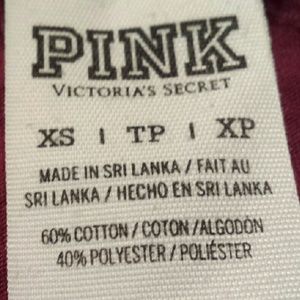 PINK
VICTORIA'S SECRET
XS | TP | XP
MADE IN SRI LANKA / FAIT AU
SRI LANKA / HECHO EN SRI LANKA
60% COTTON / COTON /ALGODÓN
40% POLYESTER / POLIÉSTER